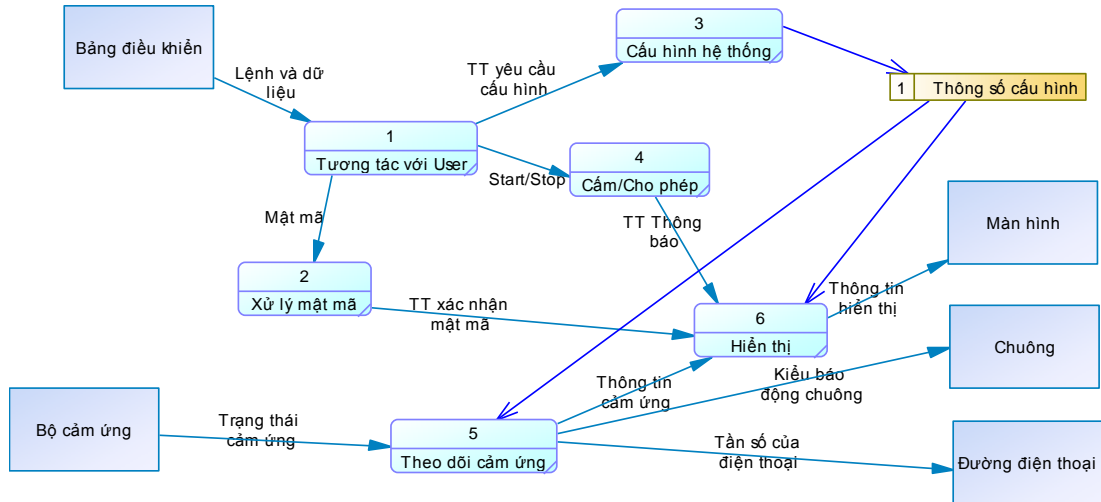 Bảng điều khiển
Lệnh và dữ
liệu
TT yêu cầu
cấu hình
3
Cấu hình hệ thống
1
Thông số cấu hình
1
Tương tác với User
Start/Stop
4
Cấm/Cho phép
Mật mã
TT Thông
báo
Màn hình
2
Xử lý mật mã
TT xác nhận
mật mã
6
Hiển thị
Thông tin
hiển thị
Chuông
Thông tin
cảm ứng
Kiểu báo
động chuông
Bộ cảm ứng
Trạng thái
cảm ứng
5
Theo dõi cảm ứng
Tần số của
điện thoại
Đường điện thoại